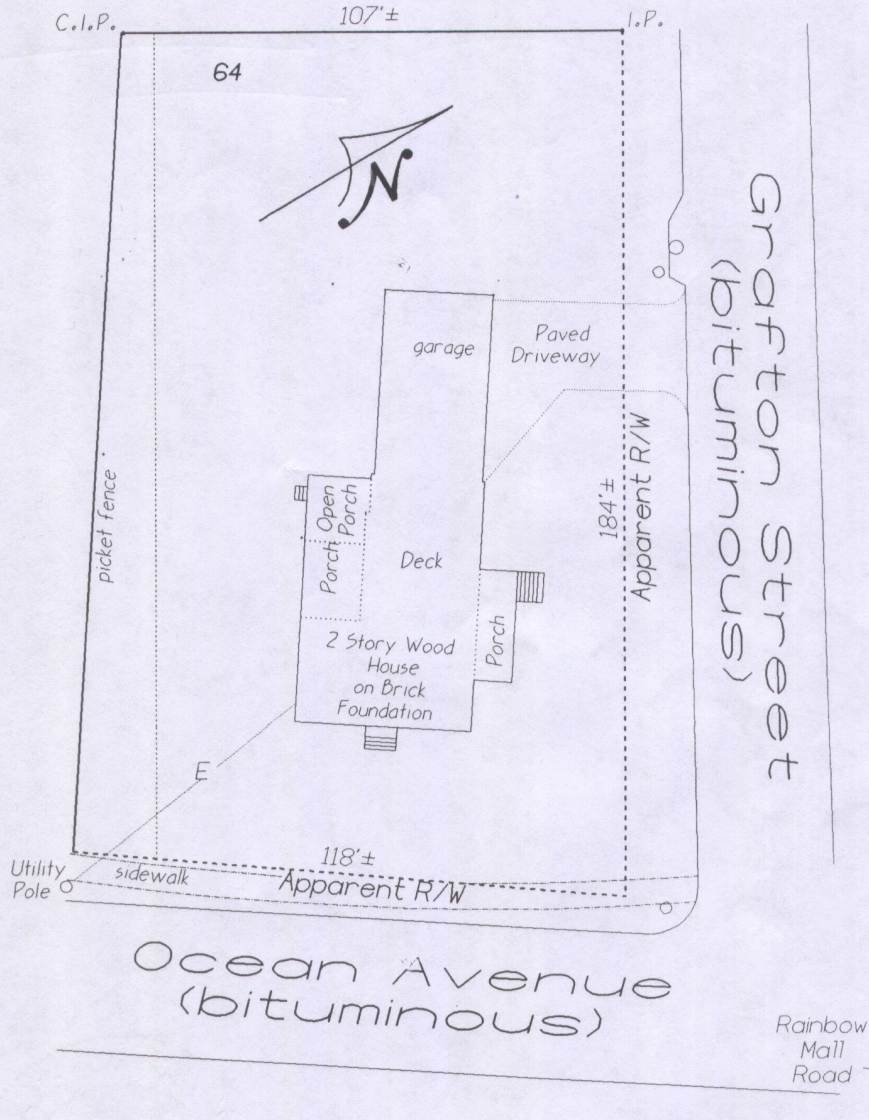 C.I.P.
107'±
I.P.
64
N
Grafton Street
(bituminous)
garage
Paved
Driveway
Apparent R/W
184'±
picket fence
Open
Porch
Porch
Deck
Porch
2 Story Wood
House
on Brick
Foundation
E
118'±
Utility
Pole
sidewalk
Apparent R/W
Ocean Avenue
(bituminous)
Rainbow
Mall
Road